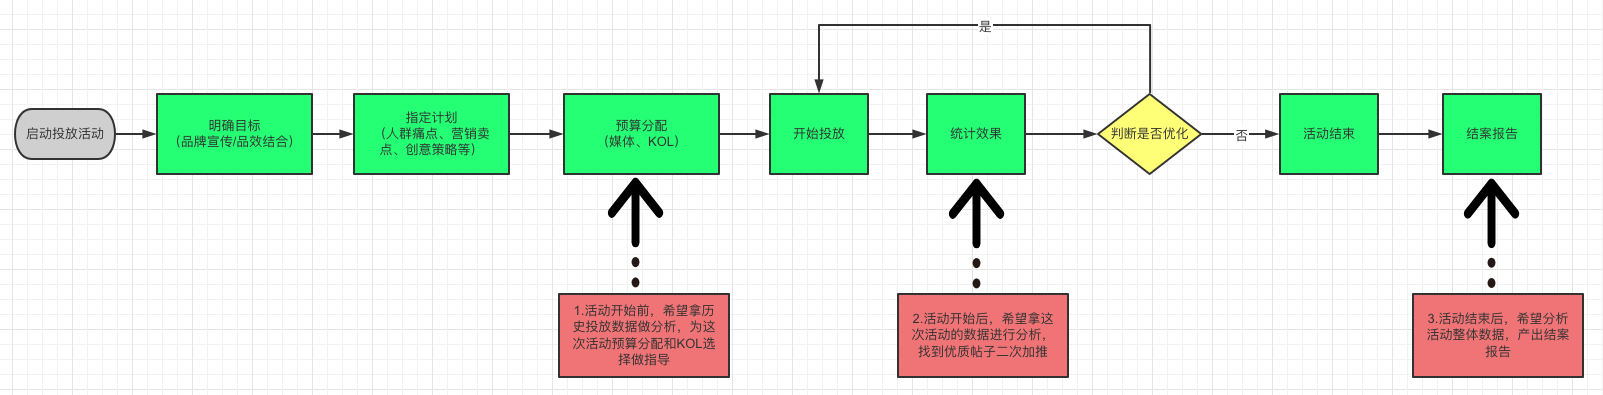 是
启动投放活动
明确目标
（品牌宣传/品效结合）
指定计划
（人群痛点、营销卖
点、创意策略等）
预算分配
（媒体、KOL）
开始投放
统计效果
判断是否优化
否
活动结束
结案报告
1.活动开始前，希望拿历
史投放数据做分析，为这
次活动预算分配和KOL选
择做指导
2.活动开始后，希望拿这
次活动的数据进行分析，
找到优质帖子二次加推
3.活动结束后，希望分析
活动整体数据，产出结案
报告